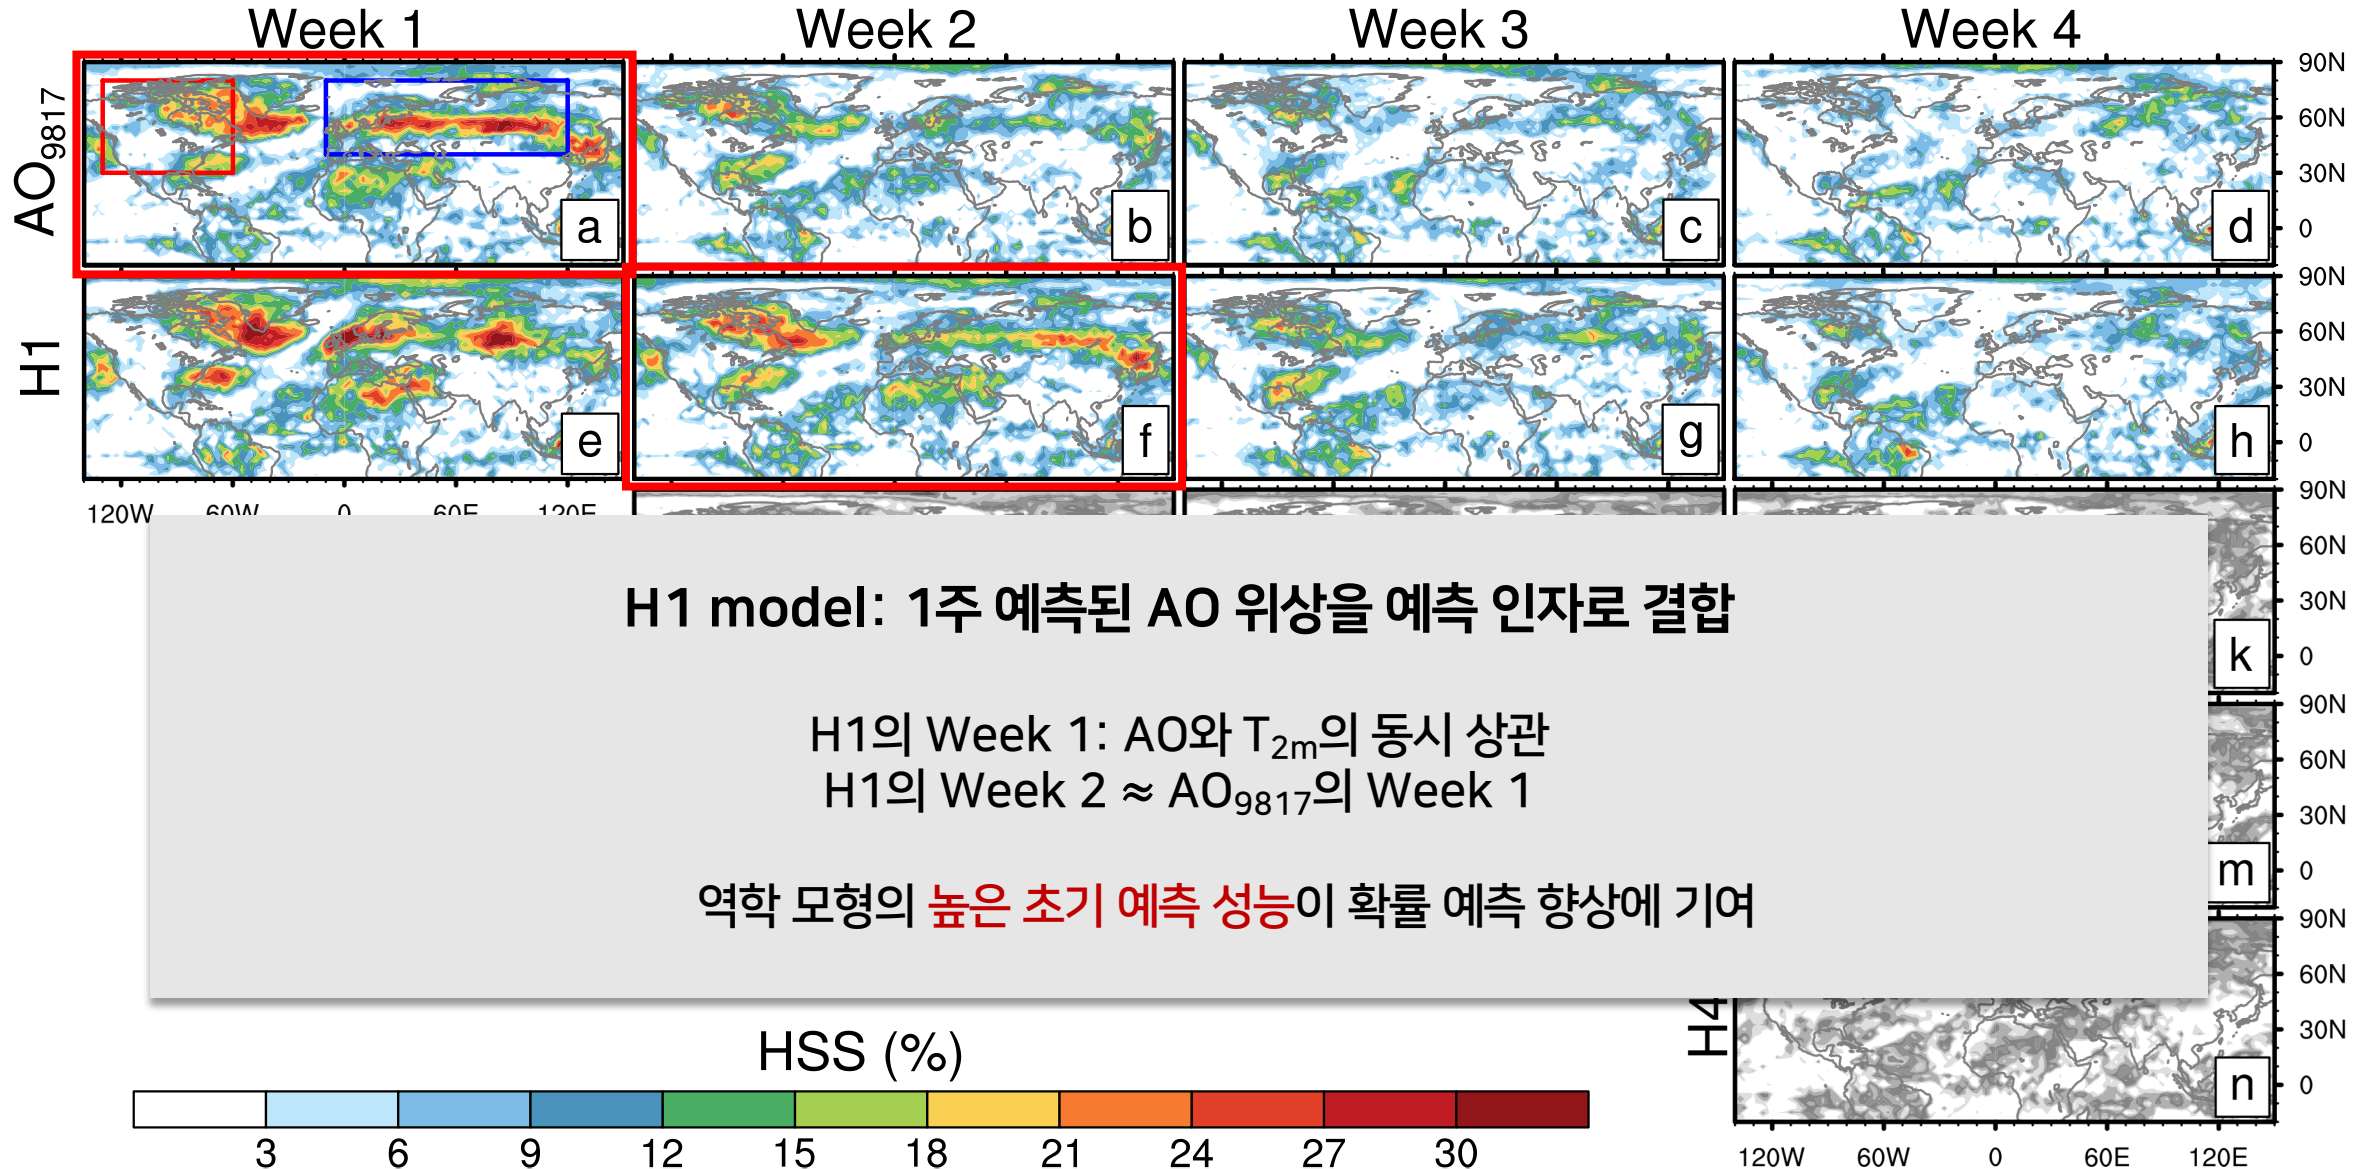 Week 1 Week 2 Week 3 Week 4
AO9817
a b c d
90N
60N
30N
0
H1
e f g h
90N
60N
30N
0
120W 60W 0 60E 120E
90N
60N
30N
0
k
90N
60N
30N
0
m
90N
60N
30N
0
n
H4
120W 60W 0 60E 120E
H1 model: 1주 예측된 AO 위상을 예측 인자로 결합
H1의 Week 1: AO와 T2m의 동시 상관
H1의 Week 2 ≈ AO9817의 Week 1
역학 모형의 높은 초기 예측 성능이 확률 예측 향상에 기여
HSS (%)
3 6 9 12 15 18 21 24 27 30